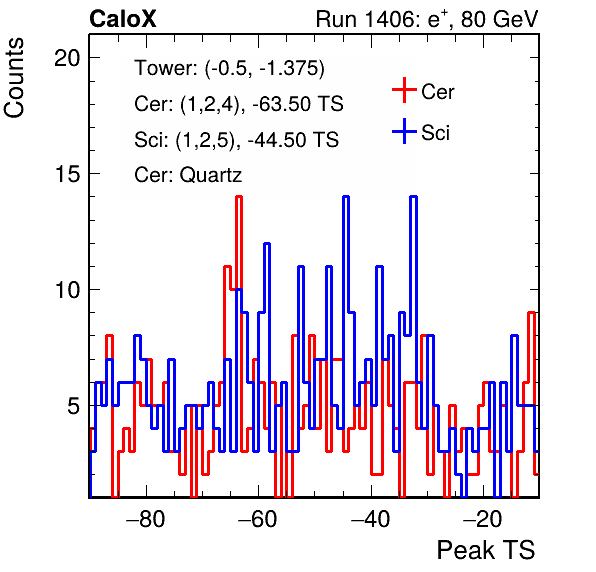 CaloX Run 1406: e⁺, 80 GeV
Counts
20
15
10
5
Tower: (-0.5, -1.375)
Cer: (1,2,4), -63.50 TS
Sci: (1,2,5), -44.50 TS
Cer: Quartz
Cer
Sci
−80 −60 −40 −20
Peak TS